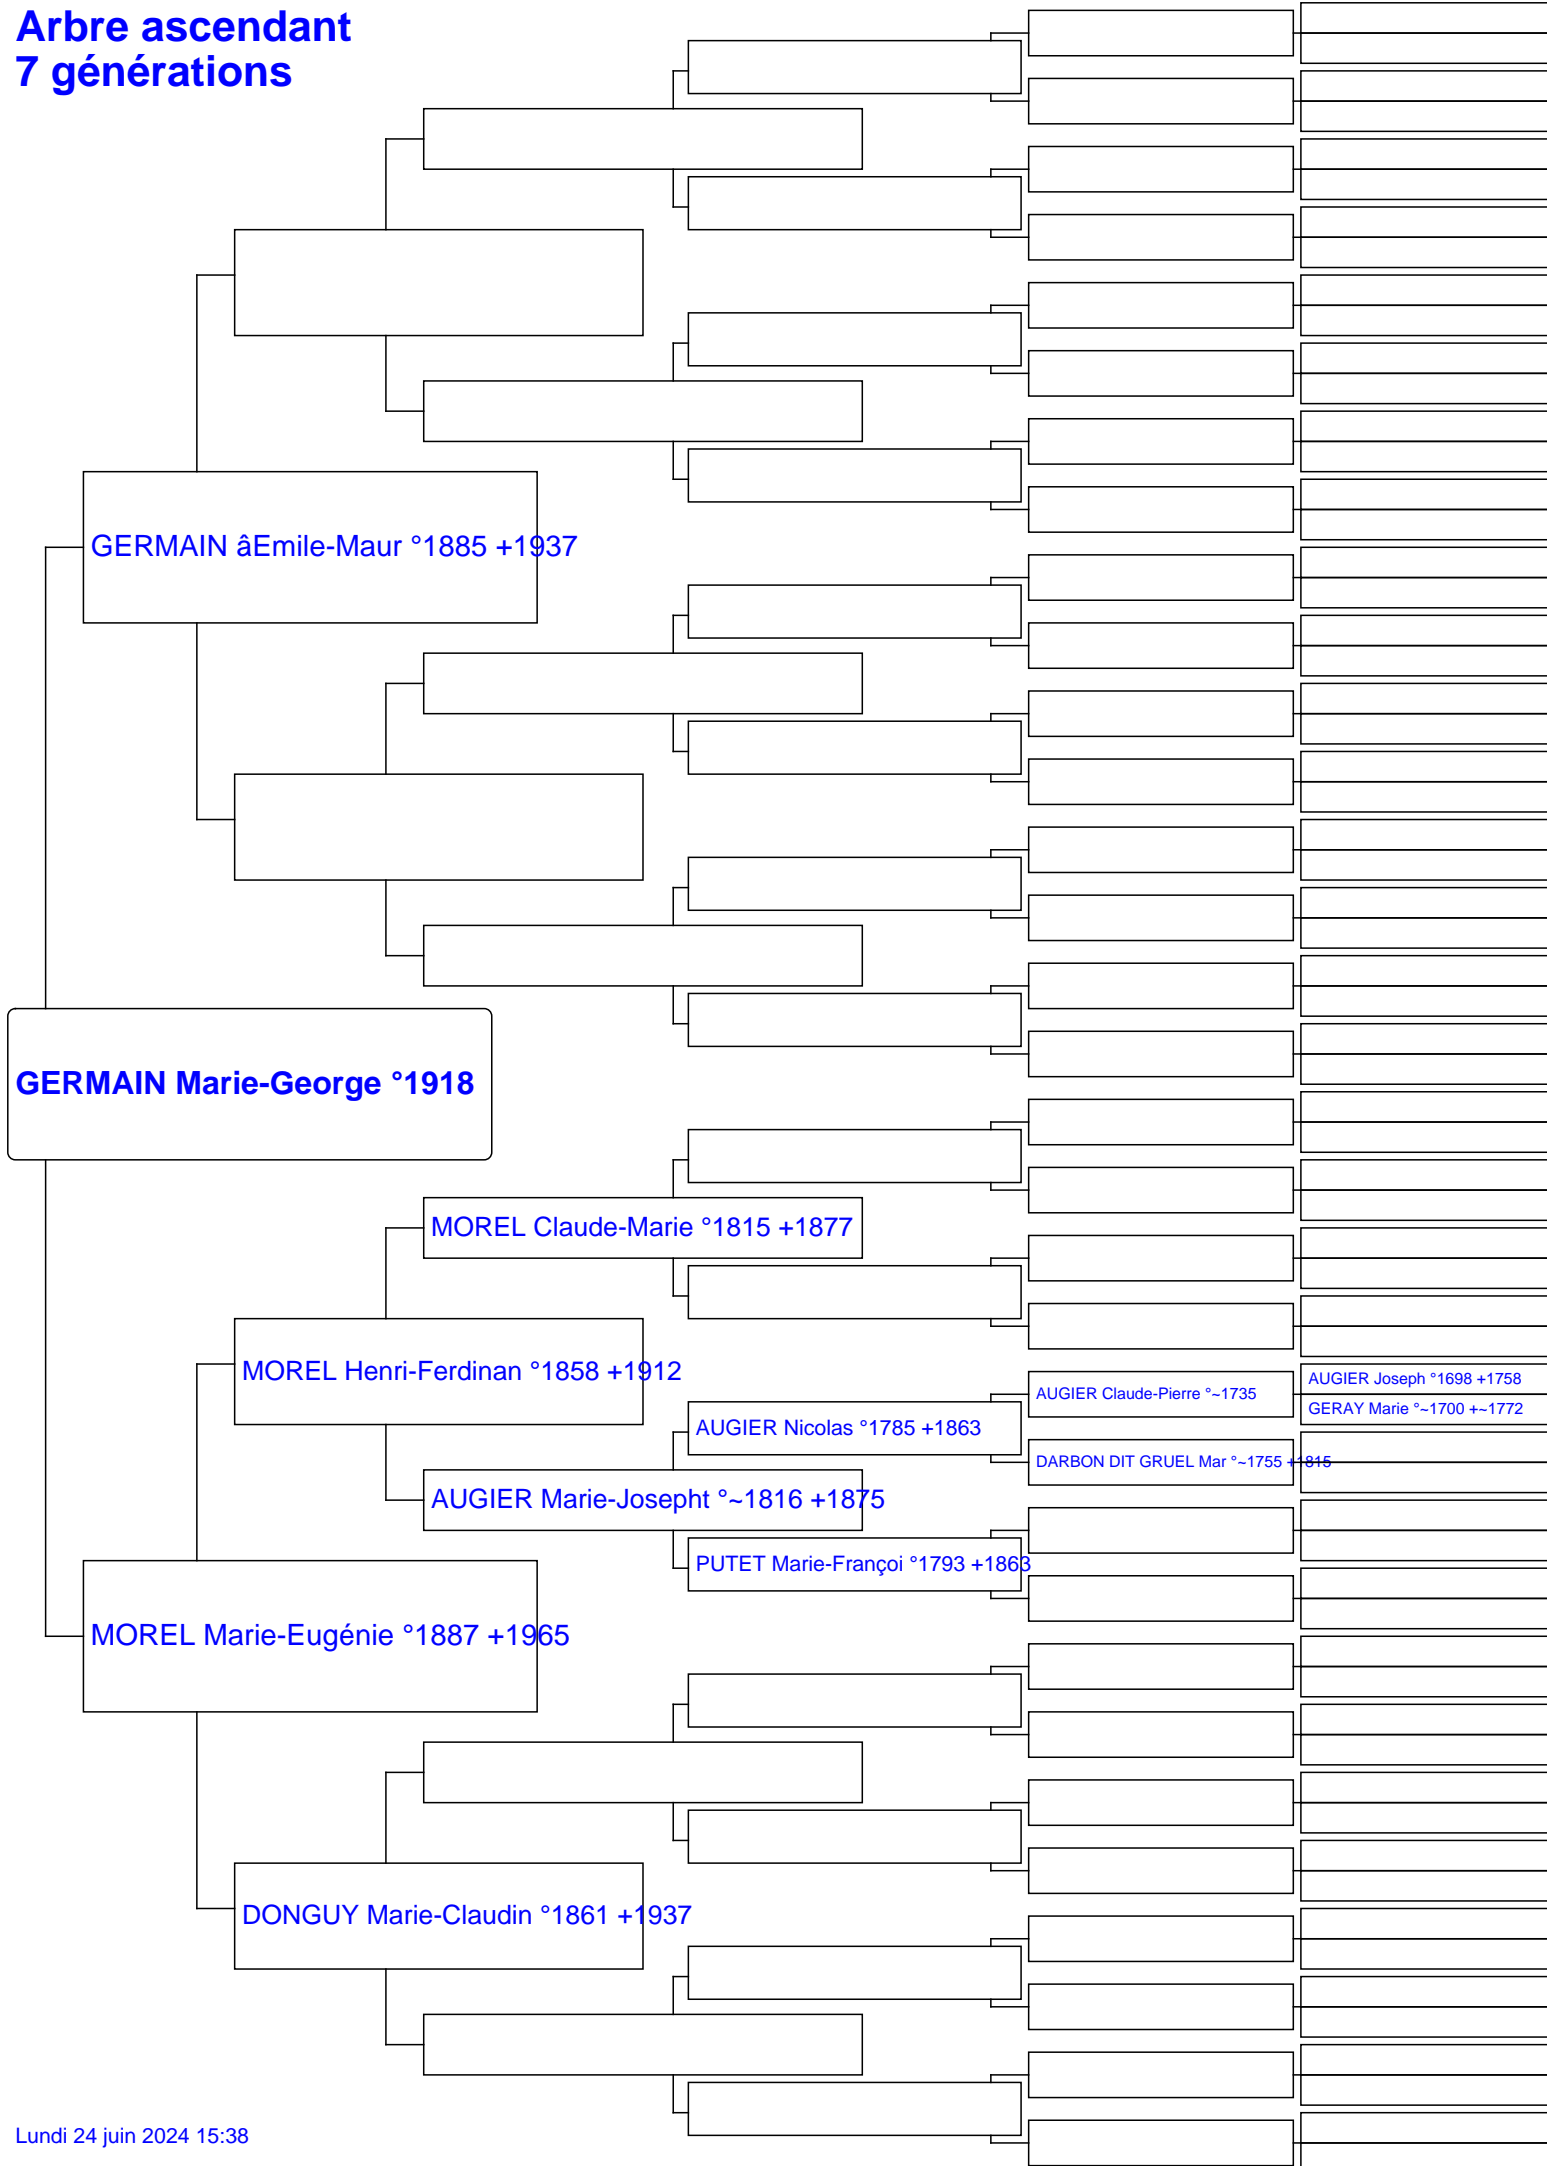 Arbre ascendant
7 générations
GERMAIN âEmile-Maur °1885 +1937
GERMAIN Marie-George °1918
MOREL Claude-Marie °1815 +1877
MOREL Henri-Ferdinan °1858 +1912
AUGIER Joseph °1698 +1758
AUGIER Claude-Pierre °~1735
GERAY Marie °~1700 +~1772
AUGIER Nicolas °1785 +1863
DARBON DIT GRUEL Mar °~1755 +1815
AUGIER Marie-Josepht °~1816 +1875
PUTET Marie-Françoi °1793 +1863
MOREL Marie-Eugénie °1887 +1965
DONGUY Marie-Claudin °1861 +1937
Lundi 24 juin 2024 15:38